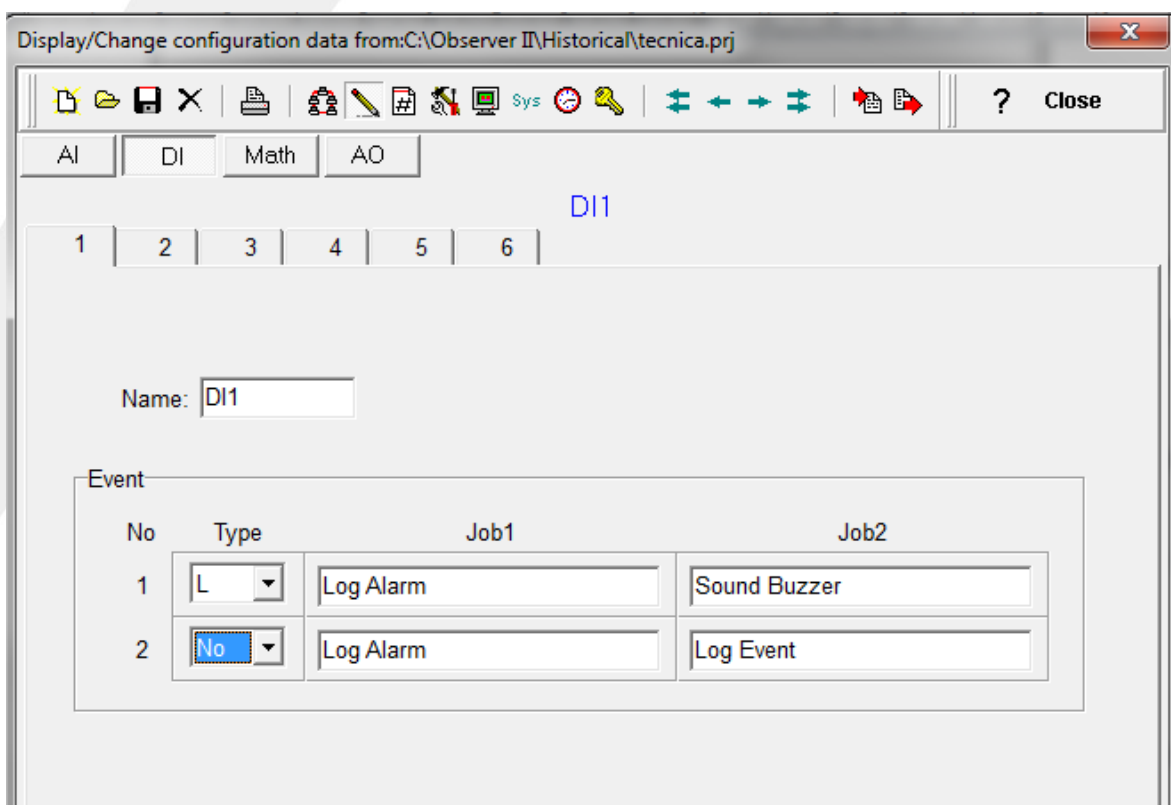 Display/Change configuration data from:C:\Observer II\Historical\tecnica.prj
Sys ? Close
AI DI Math AO
DI1
1 2 3 4 5 6
Name: DI1
Event
No Type Job1 Job2
1 L Log Alarm Sound Buzzer
2 No Log Alarm Log Event